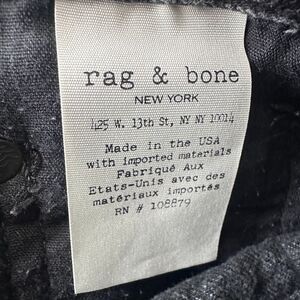 rag & bone
NEW YORK
425 W. 13th St, NY NY 10014
Made in the USA
with imported materials
Fabriqué Aux
Etats-Unis avec des
matériaux importés
RN # 108879